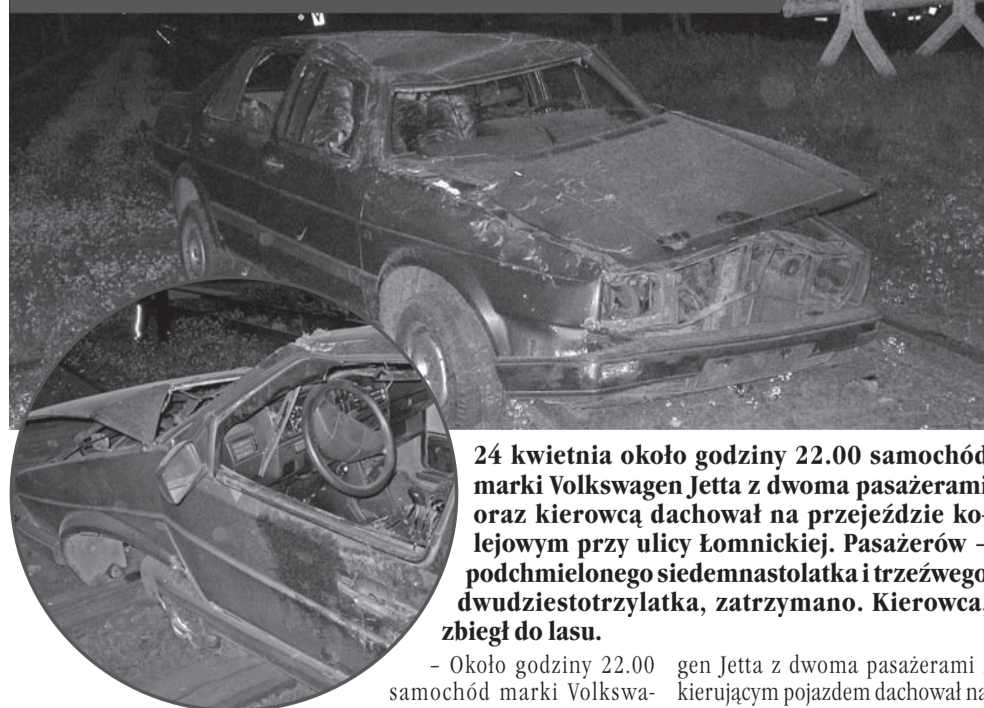 24 kwietnia około godziny 22.00 samochód
marki Volkswagen Jetta z dwoma pasażerami
oraz kierowcą dachował na przejeździe ko-
lejowym przy ulicy Łomnickiej. Pasażerów –
podchmielonego siedemnastolatka i trzeźwego
dwudziestotrzylatka, zatrzymano. Kierowca,
zbiegł do lasu.
– Około godziny 22.00
samochód marki Volkswa-
gen Jetta z dwoma pasażerami i
kierującym pojazdem dachował na